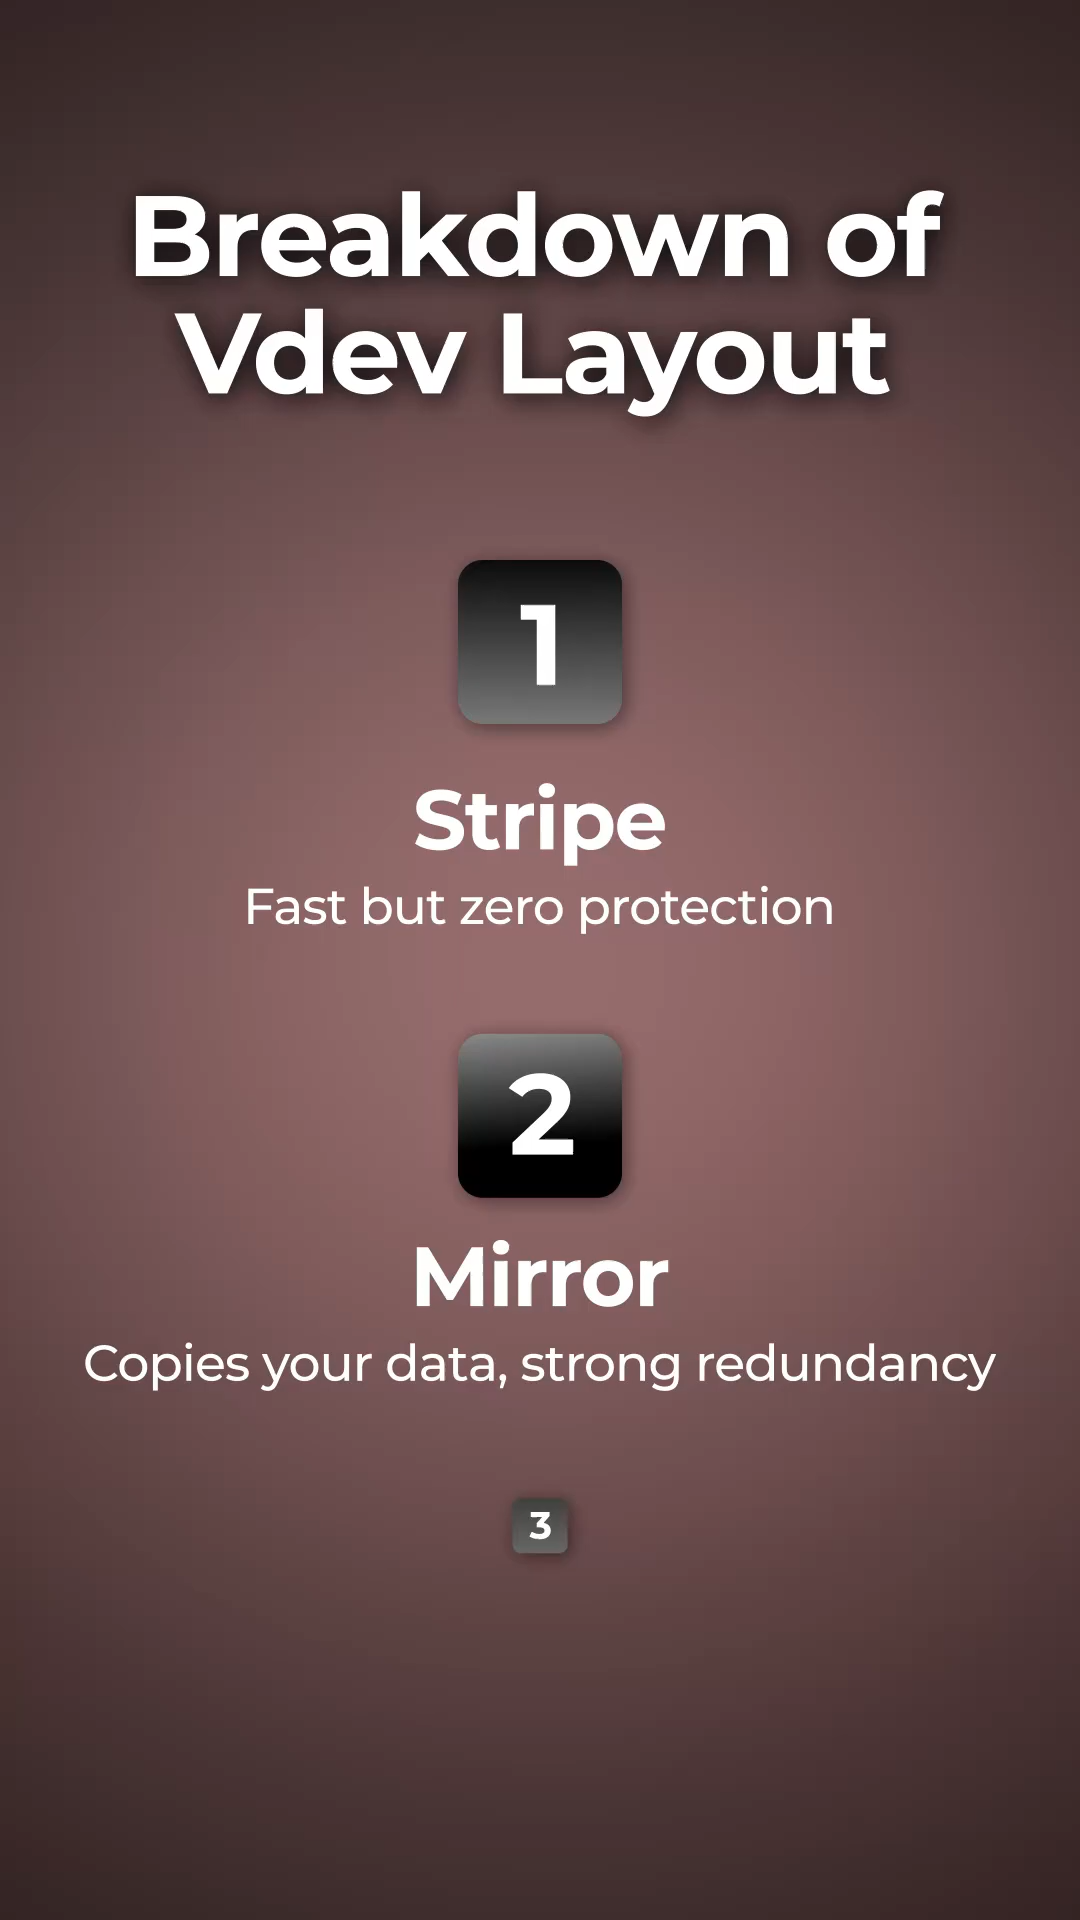 Breakdown of
Vdev Layout
1
Stripe
Fast but zero protection
2
Mirror
Copies your data, strong redundancy
3